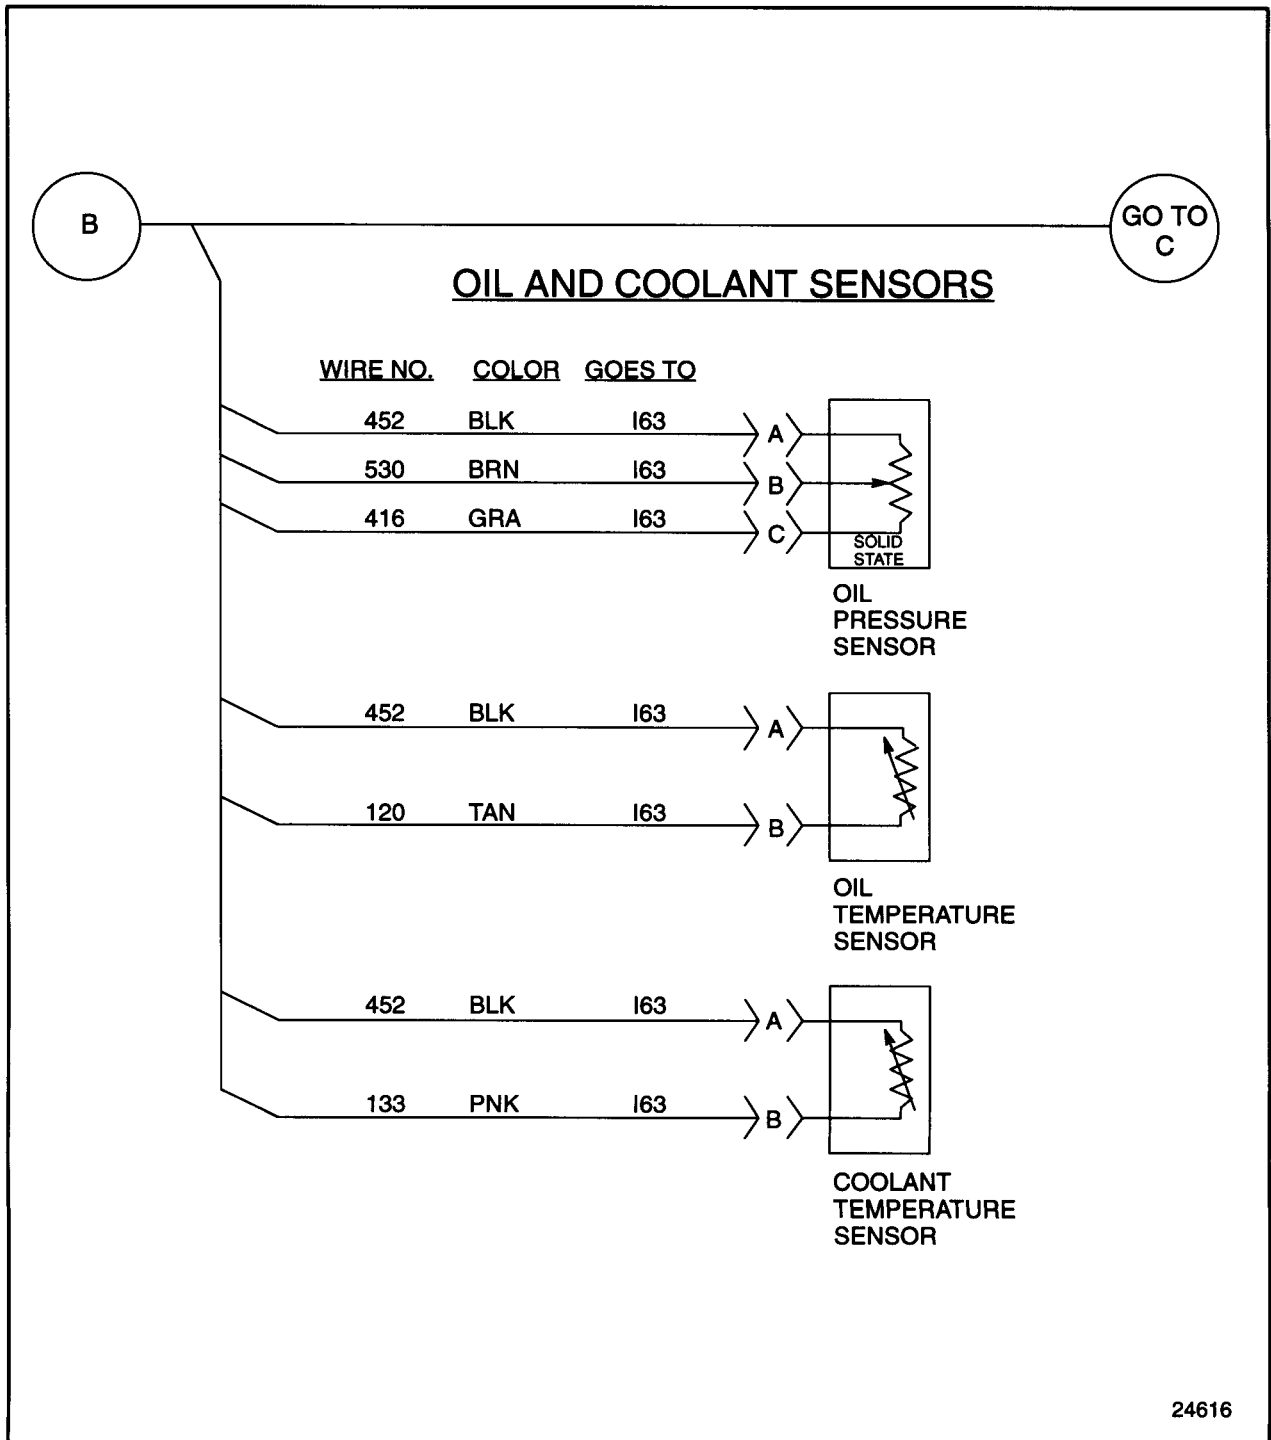 B
GO TO
C
OIL AND COOLANT SENSORS
WIRE NO. COLOR GOES TO
452 BLK I63 A
530 BRN I63 B
416 GRA I63 C
SOLID
STATE
OIL
PRESSURE
SENSOR
452 BLK I63 A
120 TAN I63 B
OIL
TEMPERATURE
SENSOR
452 BLK I63 A
133 PNK I63 B
COOLANT
TEMPERATURE
SENSOR
24616